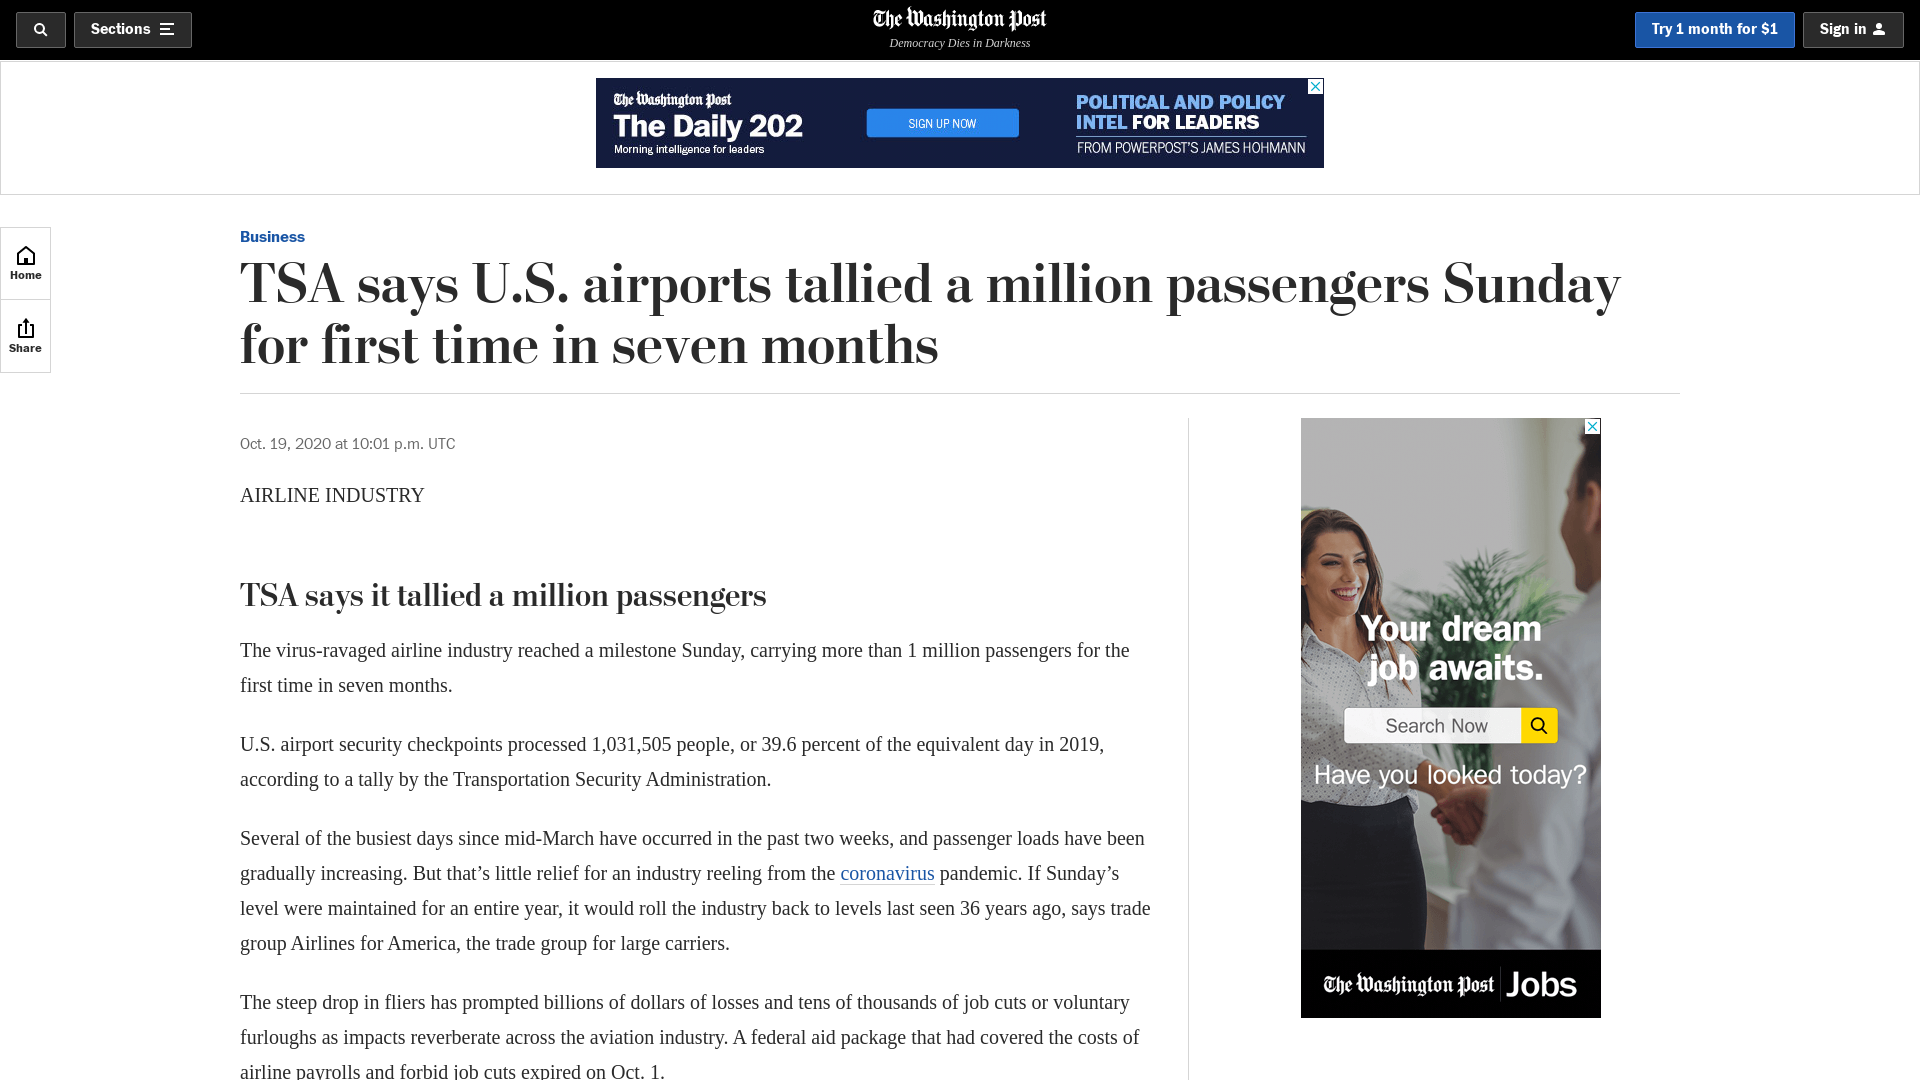 Sections
The Washington Post
Democracy Dies in Darkness
Try 1 month for $1
Sign in
The Washington Post
The Daily 202
Morning intelligence for leaders
SIGN UP NOW
POLITICAL AND POLICY
INTEL FOR LEADERS
FROM POWERPOST'S JAMES HOHMANN
Home
Share
Business
TSA says U.S. airports tallied a million passengers Sunday
for first time in seven months
Oct. 19, 2020 at 10:01 p.m. UTC
AIRLINE INDUSTRY
TSA says it tallied a million passengers
The virus-ravaged airline industry reached a milestone Sunday, carrying more than 1 million passengers for the
first time in seven months.
U.S. airport security checkpoints processed 1,031,505 people, or 39.6 percent of the equivalent day in 2019,
according to a tally by the Transportation Security Administration.
Several of the busiest days since mid-March have occurred in the past two weeks, and passenger loads have been
gradually increasing. But that’s little relief for an industry reeling from the coronavirus pandemic. If Sunday’s
level were maintained for an entire year, it would roll the industry back to levels last seen 36 years ago, says trade
group Airlines for America, the trade group for large carriers.
The steep drop in fliers has prompted billions of dollars of losses and tens of thousands of job cuts or voluntary
furloughs as impacts reverberate across the aviation industry. A federal aid package that had covered the costs of
airline payrolls and forbid job cuts expired on Oct. 1.
Your dream
job awaits.
Search Now
Have you looked today?
The Washington Post Jobs